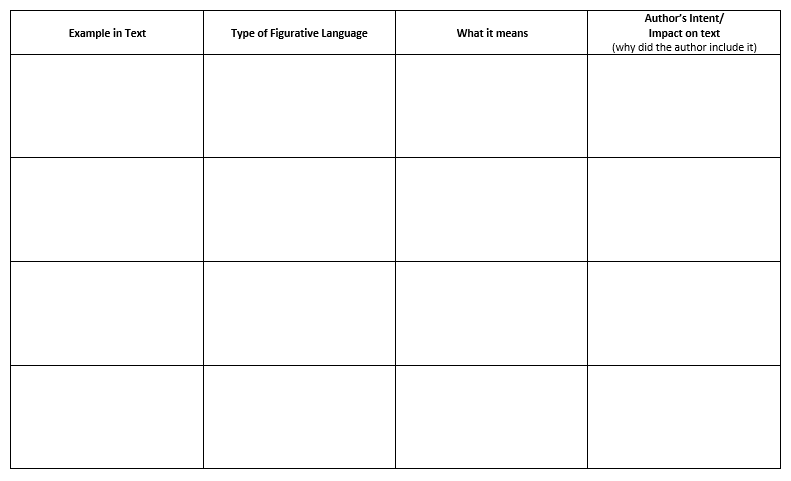 Example in Text
Type of Figurative Language
What it means
Author's Intent/
Impact on text
(why did the author include it)